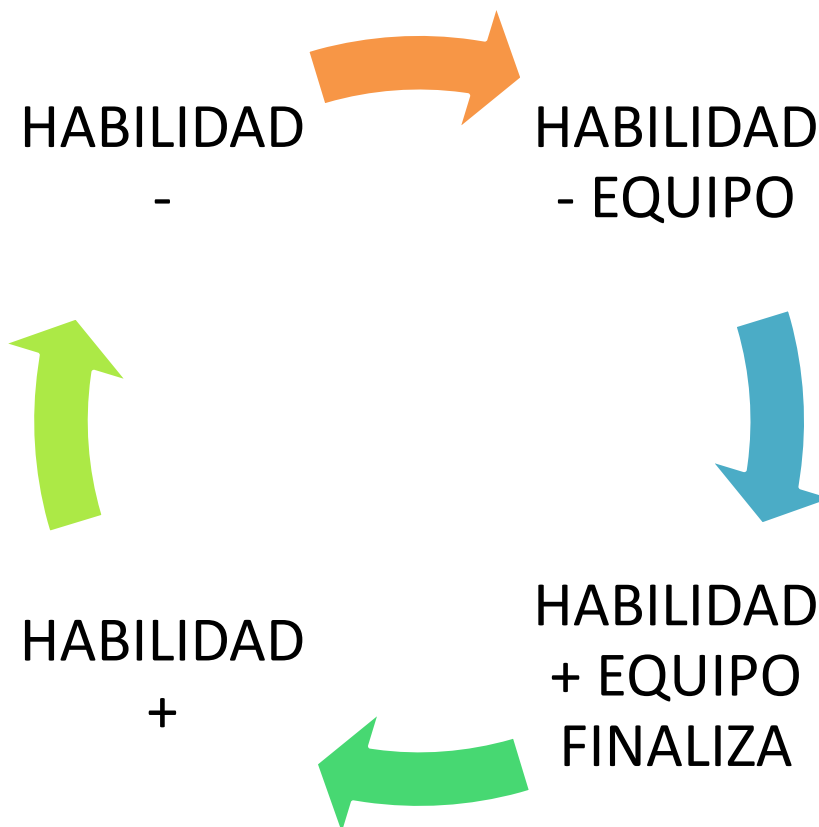 HABILIDAD
-
HABILIDAD
- EQUIPO
HABILIDAD
+ EQUIPO
FINALIZA
HABILIDAD
+